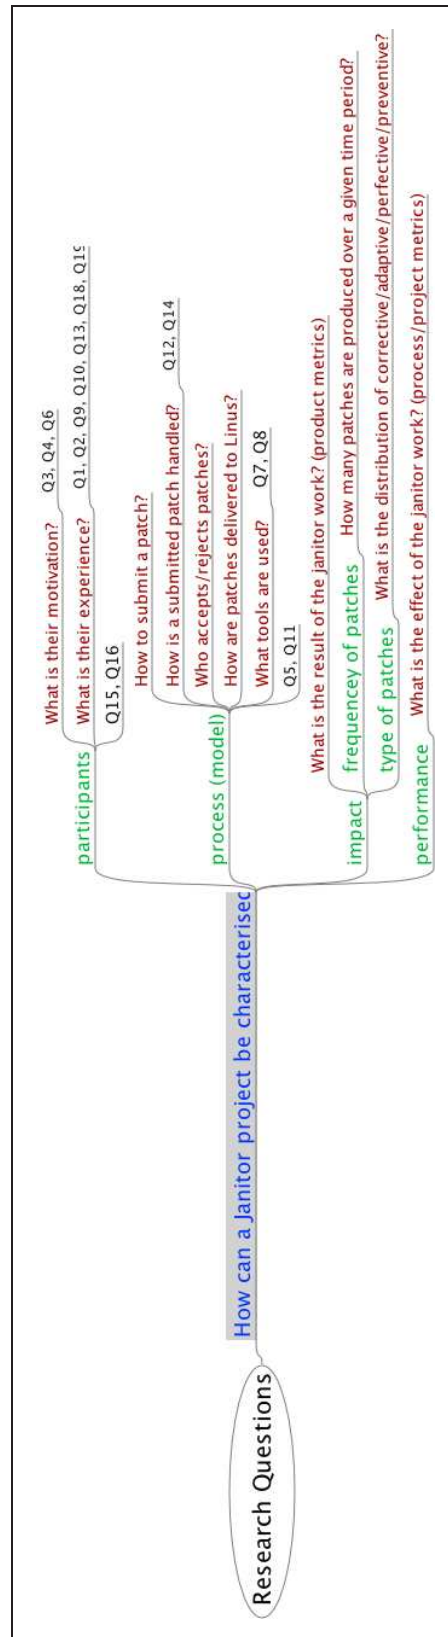 Research Questions
How can a Janitor project be characterised
participants
What is their motivation?
Q3, Q4, Q6
What is their experience?
Q1, Q2, Q9, Q10, Q13, Q18, Q19
Q15, Q16
process (model)
How to submit a patch?
How is a submitted patch handled?
Q12, Q14
Who accepts/rejects patches?
How are patches delivered to Linus?
What tools are used?
Q7, Q8
Q5, Q11
impact
What is the result of the janitor work? (product metrics)
frequencey of patches
How many patches are produced over a given time period?
type of patches
What is the distribution of corrective/adaptive/perfective/preventive?
performance
What is the effect of the janitor work? (process/project metrics)